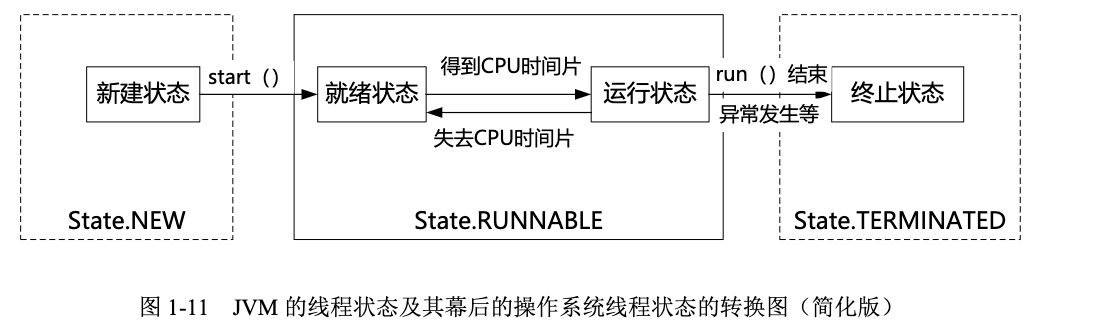 得到CPU时间片
新建状态
start（）
就绪状态
运行状态
run（）结束
终止状态
异常发生等
失去CPU时间片
State.NEW
State.RUNNABLE
State.TERMINATED
图 1-11 JVM 的线程状态及其幕后的操作系统线程状态的转换图（简化版）